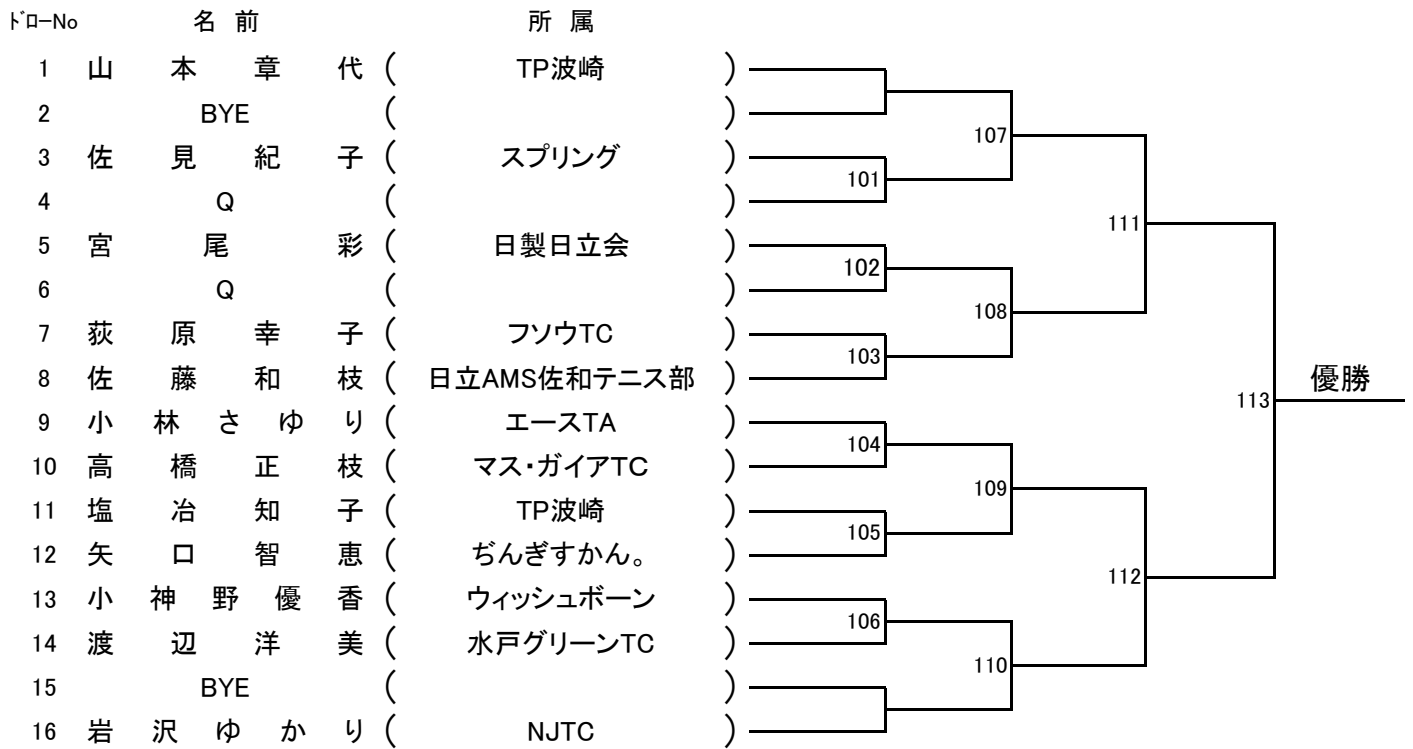 ﾄﾞﾛｰNo 名 前 所 属
1 山 本 章 代 ( TP波崎 )
2 BYE ( )
107
3 佐 見 紀 子 ( スプリング )
101
4 Q ( )
111
5 宮 尾 彩 ( 日製日立会 )
102
6 Q ( )
108
7 荻 原 幸 子 ( フソウTC )
103
8 佐 藤 和 枝 ( 日立AMS佐和テニス部 )
優勝
113
9 小 林 さ ゆ り ( エースTA )
104
10 高 橋 正 枝 ( マス・ガイアTC )
109
11 塩 冶 知 子 ( TP波崎 )
105
12 矢 口 智 恵 ( ぢんぎすかん。 )
112
13 小 神 野 優 香 ( ウィッシュボーン )
106
14 渡 辺 洋 美 ( 水戸グリーンTC )
110
15 BYE ( )
16 岩 沢 ゆ か り ( NJTC )